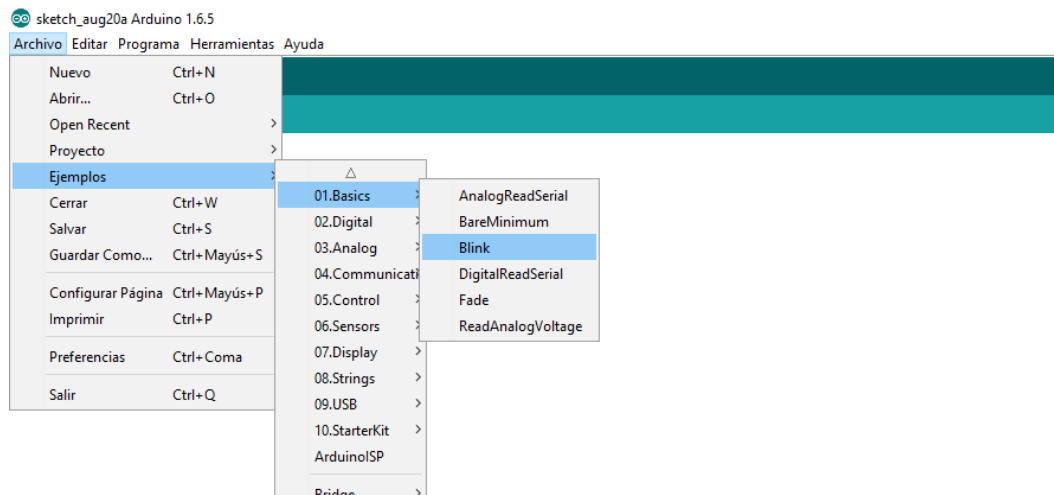 sketch_aug20a Arduino 1.6.5
Archivo Editar Programa Herramientas Ayuda
Nuevo Ctrl+N
Abrir... Ctrl+O
Open Recent
Proyecto
Ejemplos
Cerrar Ctrl+W
Salvar Ctrl+S
Guardar Como... Ctrl+Mayús+S
Configurar Página Ctrl+Mayús+P
Imprimir Ctrl+P
Preferencias Ctrl+Coma
Salir Ctrl+Q
01.Basics
02.Digital
03.Analog
04.Communicati
05.Control
06.Sensors
07.Display
08.Strings
09.USB
10.StarterKit
ArduinoISP
Bridge
AnalogReadSerial
BareMinimum
Blink
DigitalReadSerial
Fade
ReadAnalogVoltage